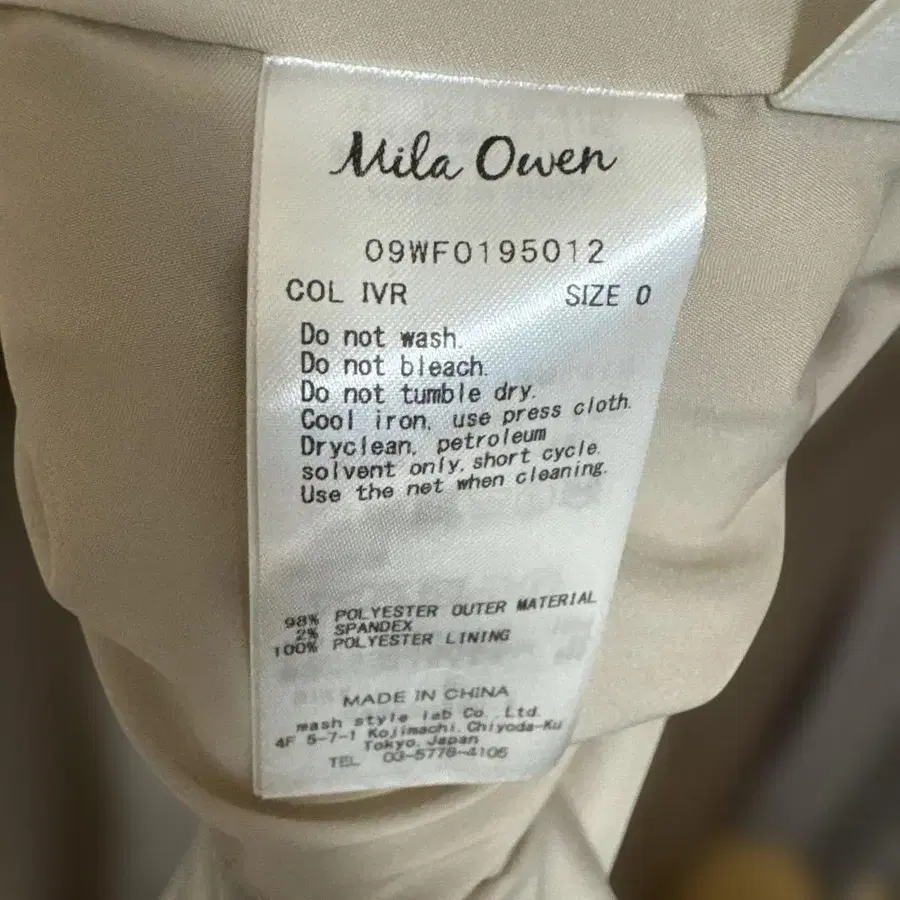 Mila Owen
09WF0195012
COL IVR SIZE 0
Do not wash.
Do not bleach.
Do not tumble dry.
Cool iron, use press cloth.
Dryclean, petroleum
solvent only, short cycle.
Use the net when cleaning.
98% POLYESTER OUTER MATERIAL
2% SPANDEX
100% POLYESTER LINING
MADE IN CHINA
mash style lab Co., Ltd.
4F 5-7-1 Kojimachi, Chiyoda-Ku
Tokyo, Japan
TEL 03-5778-4106